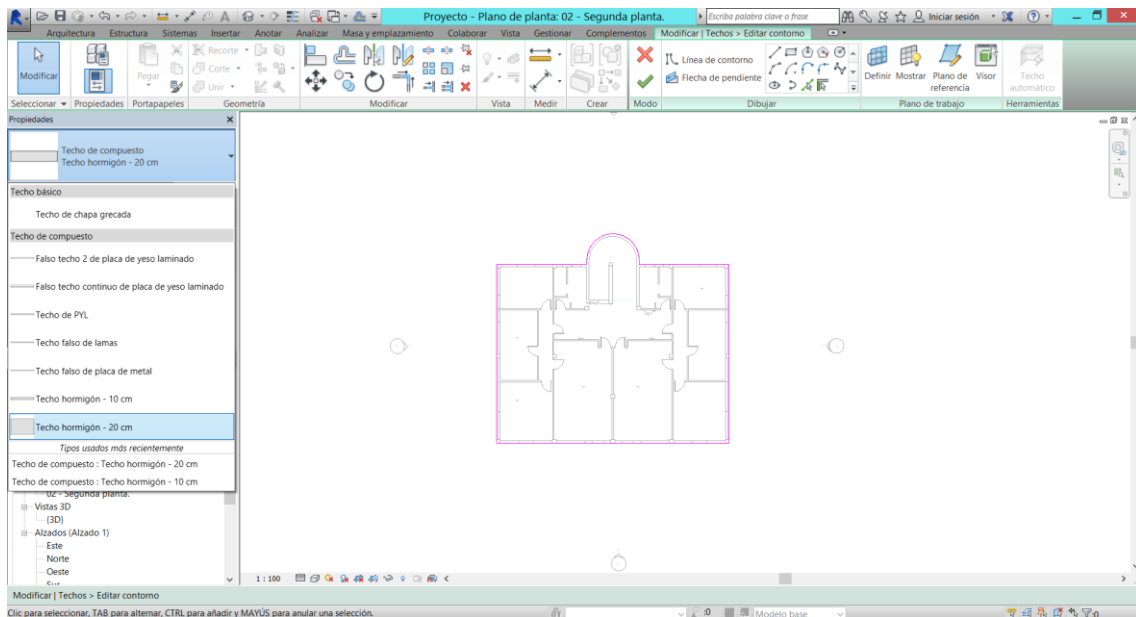 Proyecto - Plano de planta: 02 - Segunda planta.
Escriba palabra clave o frase
Iniciar sesión
Arquitectura Estructura Sistemas Insertar Anotar Analizar Masa y emplazamiento Colaborar Vista Gestionar Complementos Modificar | Techos > Editar contorno
Modificar
Pegar
Recorte
Corte
Unir
Línea de contorno
Flecha de pendiente
Definir Mostrar Plano de referencia Visor
Techo automático
Seleccionar Propiedades Portapapeles Geometría Modificar Vista Medir Crear Modo Dibujar Plano de trabajo Herramientas
Propiedades
Techo de compuesto
Techo hormigón - 20 cm
Techo básico
Techo de chapa grecada
Techo de compuesto
Falso techo 2 de placa de yeso laminado
Falso techo continuo de placa de yeso laminado
Techo de PYL
Techo falso de lamas
Techo falso de placa de metal
Techo hormigón - 10 cm
Techo hormigón - 20 cm
Tipos usados más recientemente
Techo de compuesto : Techo hormigón - 20 cm
Techo de compuesto : Techo hormigón - 10 cm
02 - Segunda planta.
Vistas 3D
{3D}
Alzados (Alzado 1)
Este
Norte
Oeste
Sur
1 : 100
Modificar | Techos > Editar contorno
Clic para seleccionar, TAB para alternar, CTRL para añadir y MAYÚS para anular una selección.
:0
Modelo base
:0